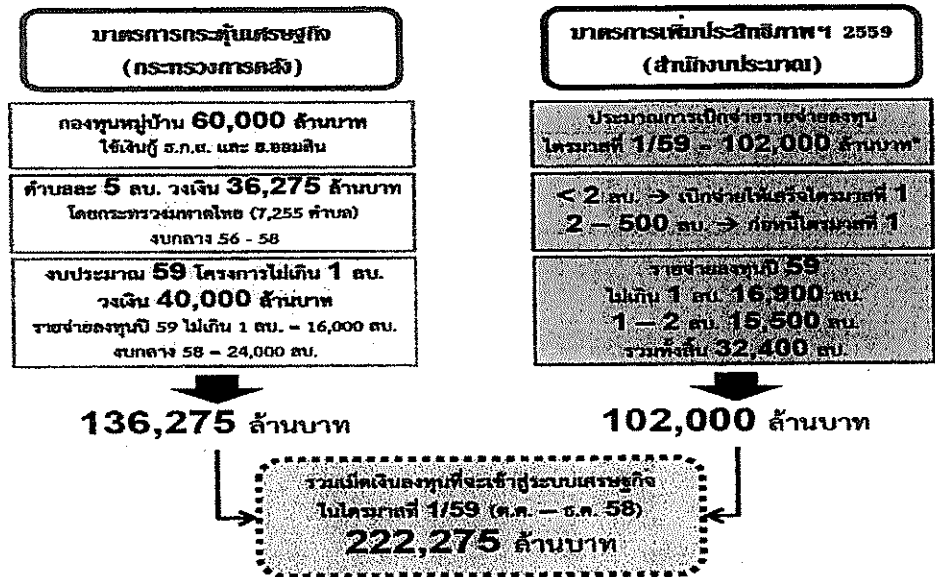 มาตรการกระตุ้นเศรษฐกิจ
(กระทรวงการคลัง)
กองทุนหมู่บ้าน 60,000 ล้านบาท
ใช้เงินกู้ ธ.ก.ส. และ ธ.ออมสิน
ตำบลละ 5 ลบ. วงเงิน 36,275 ล้านบาท
โดยกระทรวงมหาดไทย (7,255 ตำบล)
งบกลาง 56 - 58
งบประมาณ 59 โครงการไม่เกิน 1 ลบ.
วงเงิน 40,000 ล้านบาท
รายจ่ายลงทุนปี 59 ไม่เกิน 1 ลบ. – 16,000 ลบ.
งบกลาง 58 – 24,000 ลบ.
136,275 ล้านบาท
มาตรการเพิ่มประสิทธิภาพฯ 2559
(สำนักงบประมาณ)
ประมาณการเบิกจ่ายรายจ่ายลงทุน
ไตรมาสที่ 1/59 – 102,000 ล้านบาท*
< 2 ลบ. → เบิกจ่ายให้เสร็จไตรมาสที่ 1
2 – 500 ลบ. → ก่อหนี้ไตรมาสที่ 1
รายจ่ายลงทุนปี 59
ไม่เกิน 1 ลบ. 16,900 ลบ.
1 – 2 ลบ. 15,500 ลบ.
รวมทั้งสิ้น 32,400 ลบ.
102,000 ล้านบาท
รวมเม็ดเงินลงทุนที่จะเข้าสู่ระบบเศรษฐกิจ
ในไตรมาสที่ 1/59 (ต.ค. – ธ.ค. 58)
222,275 ล้านบาท